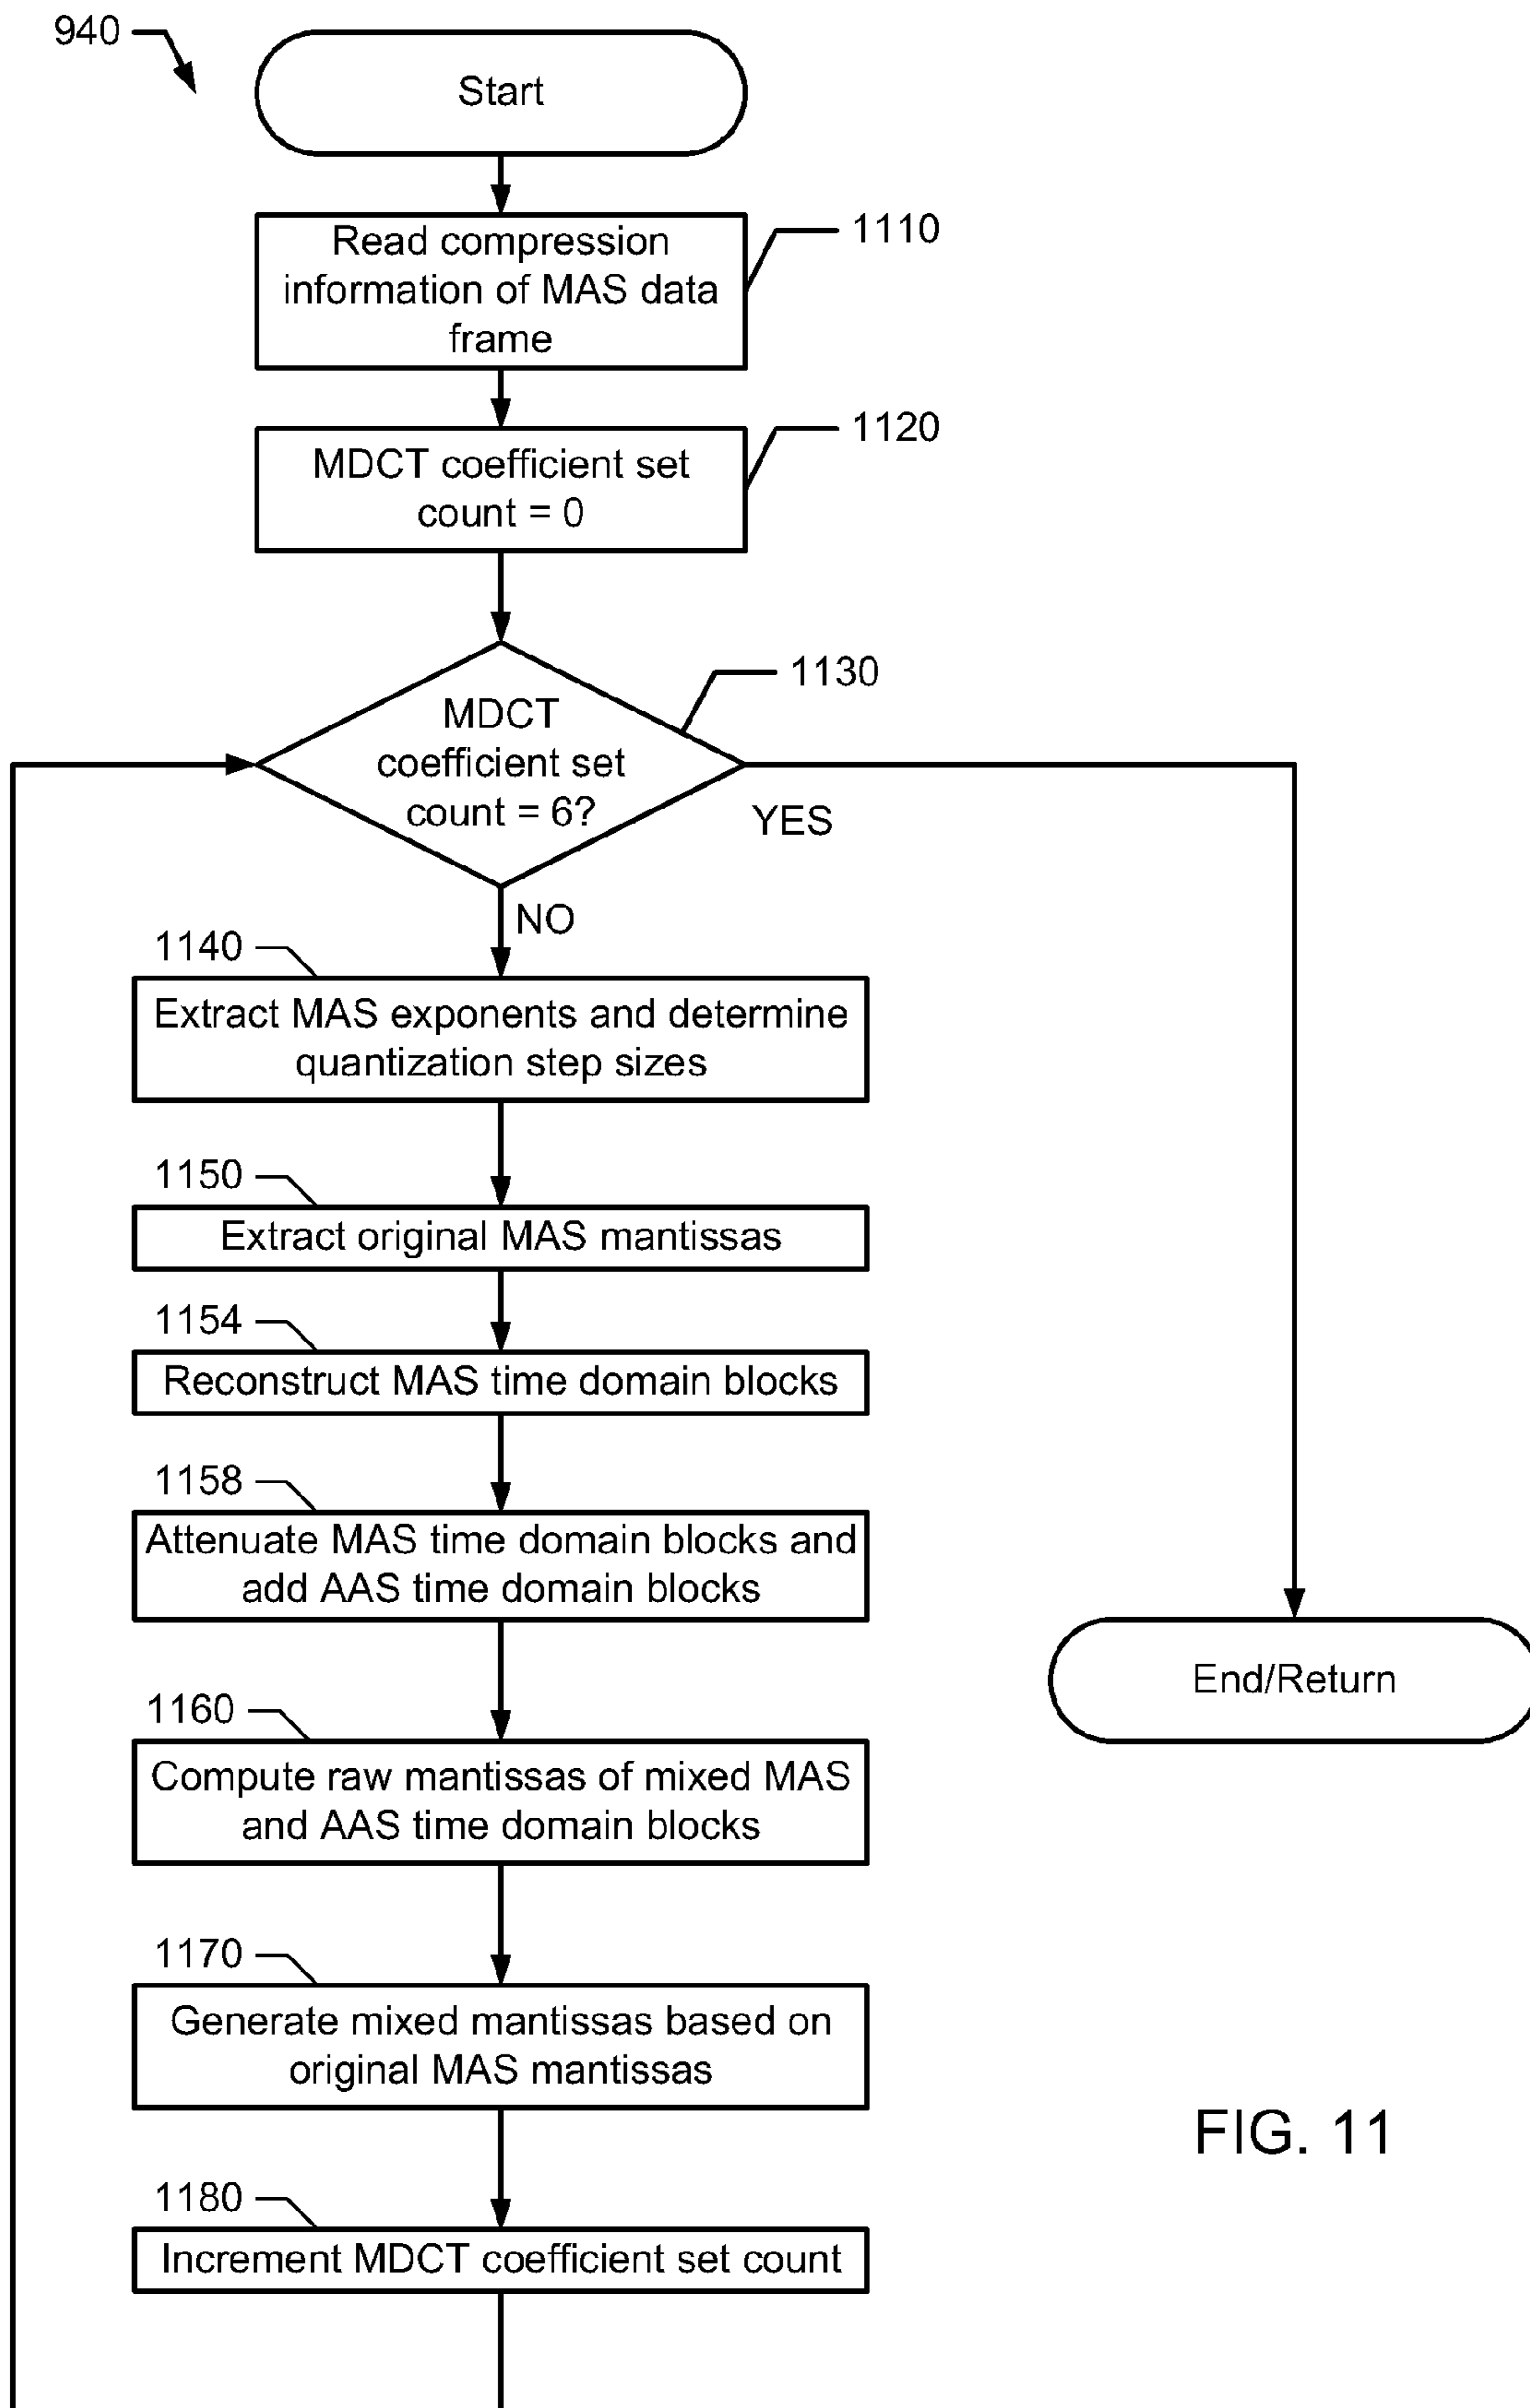 940
Start
Read compression
information of MAS data
frame
1110
MDCT coefficient set
count = 0
1120
MDCT
coefficient set
count = 6?
1130
YES
NO
1140
Extract MAS exponents and determine
quantization step sizes
1150
Extract original MAS mantissas
1154
Reconstruct MAS time domain blocks
1158
Attenuate MAS time domain blocks and
add AAS time domain blocks
End/Return
1160
Compute raw mantissas of mixed MAS
and AAS time domain blocks
1170
Generate mixed mantissas based on
original MAS mantissas
FIG. 11
1180
Increment MDCT coefficient set count